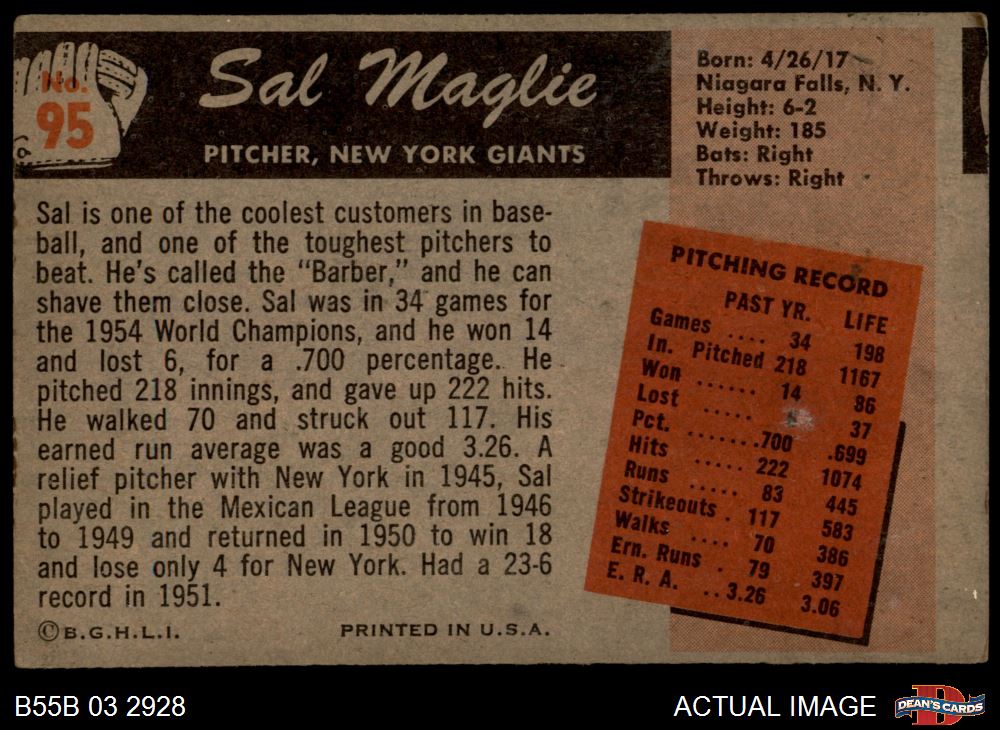 No.
95
Sal Maglie
PITCHER, NEW YORK GIANTS
Born: 4/26/17
Niagara Falls, N. Y.
Height: 6-2
Weight: 185
Bats: Right
Throws: Right
Sal is one of the coolest customers in base-
ball, and one of the toughest pitchers to
beat. He's called the "Barber," and he can
shave them close. Sal was in 34 games for
the 1954 World Champions, and he won 14
and lost 6, for a .700 percentage. He
pitched 218 innings, and gave up 222 hits.
He walked 70 and struck out 117. His
earned run average was a good 3.26. A
relief pitcher with New York in 1945, Sal
played in the Mexican League from 1946
to 1949 and returned in 1950 to win 18
and lose only 4 for New York. Had a 23-6
record in 1951.
©B.G.H.L.I. PRINTED IN U.S.A.
PITCHING RECORD
PAST YR. LIFE
Games .... 34 198
In. Pitched 218 1167
Won ...... 14 86
Lost ..... 37
Pct. .......700 .699
Hits ..... 222 1074
Runs ..... 83 445
Strikeouts . 117 583
Walks .... 70 386
Ern. Runs . 79 397
E. R. A. ..3.26 3.06
B55B 03 2928
ACTUAL IMAGE
DEAN'S CARDS